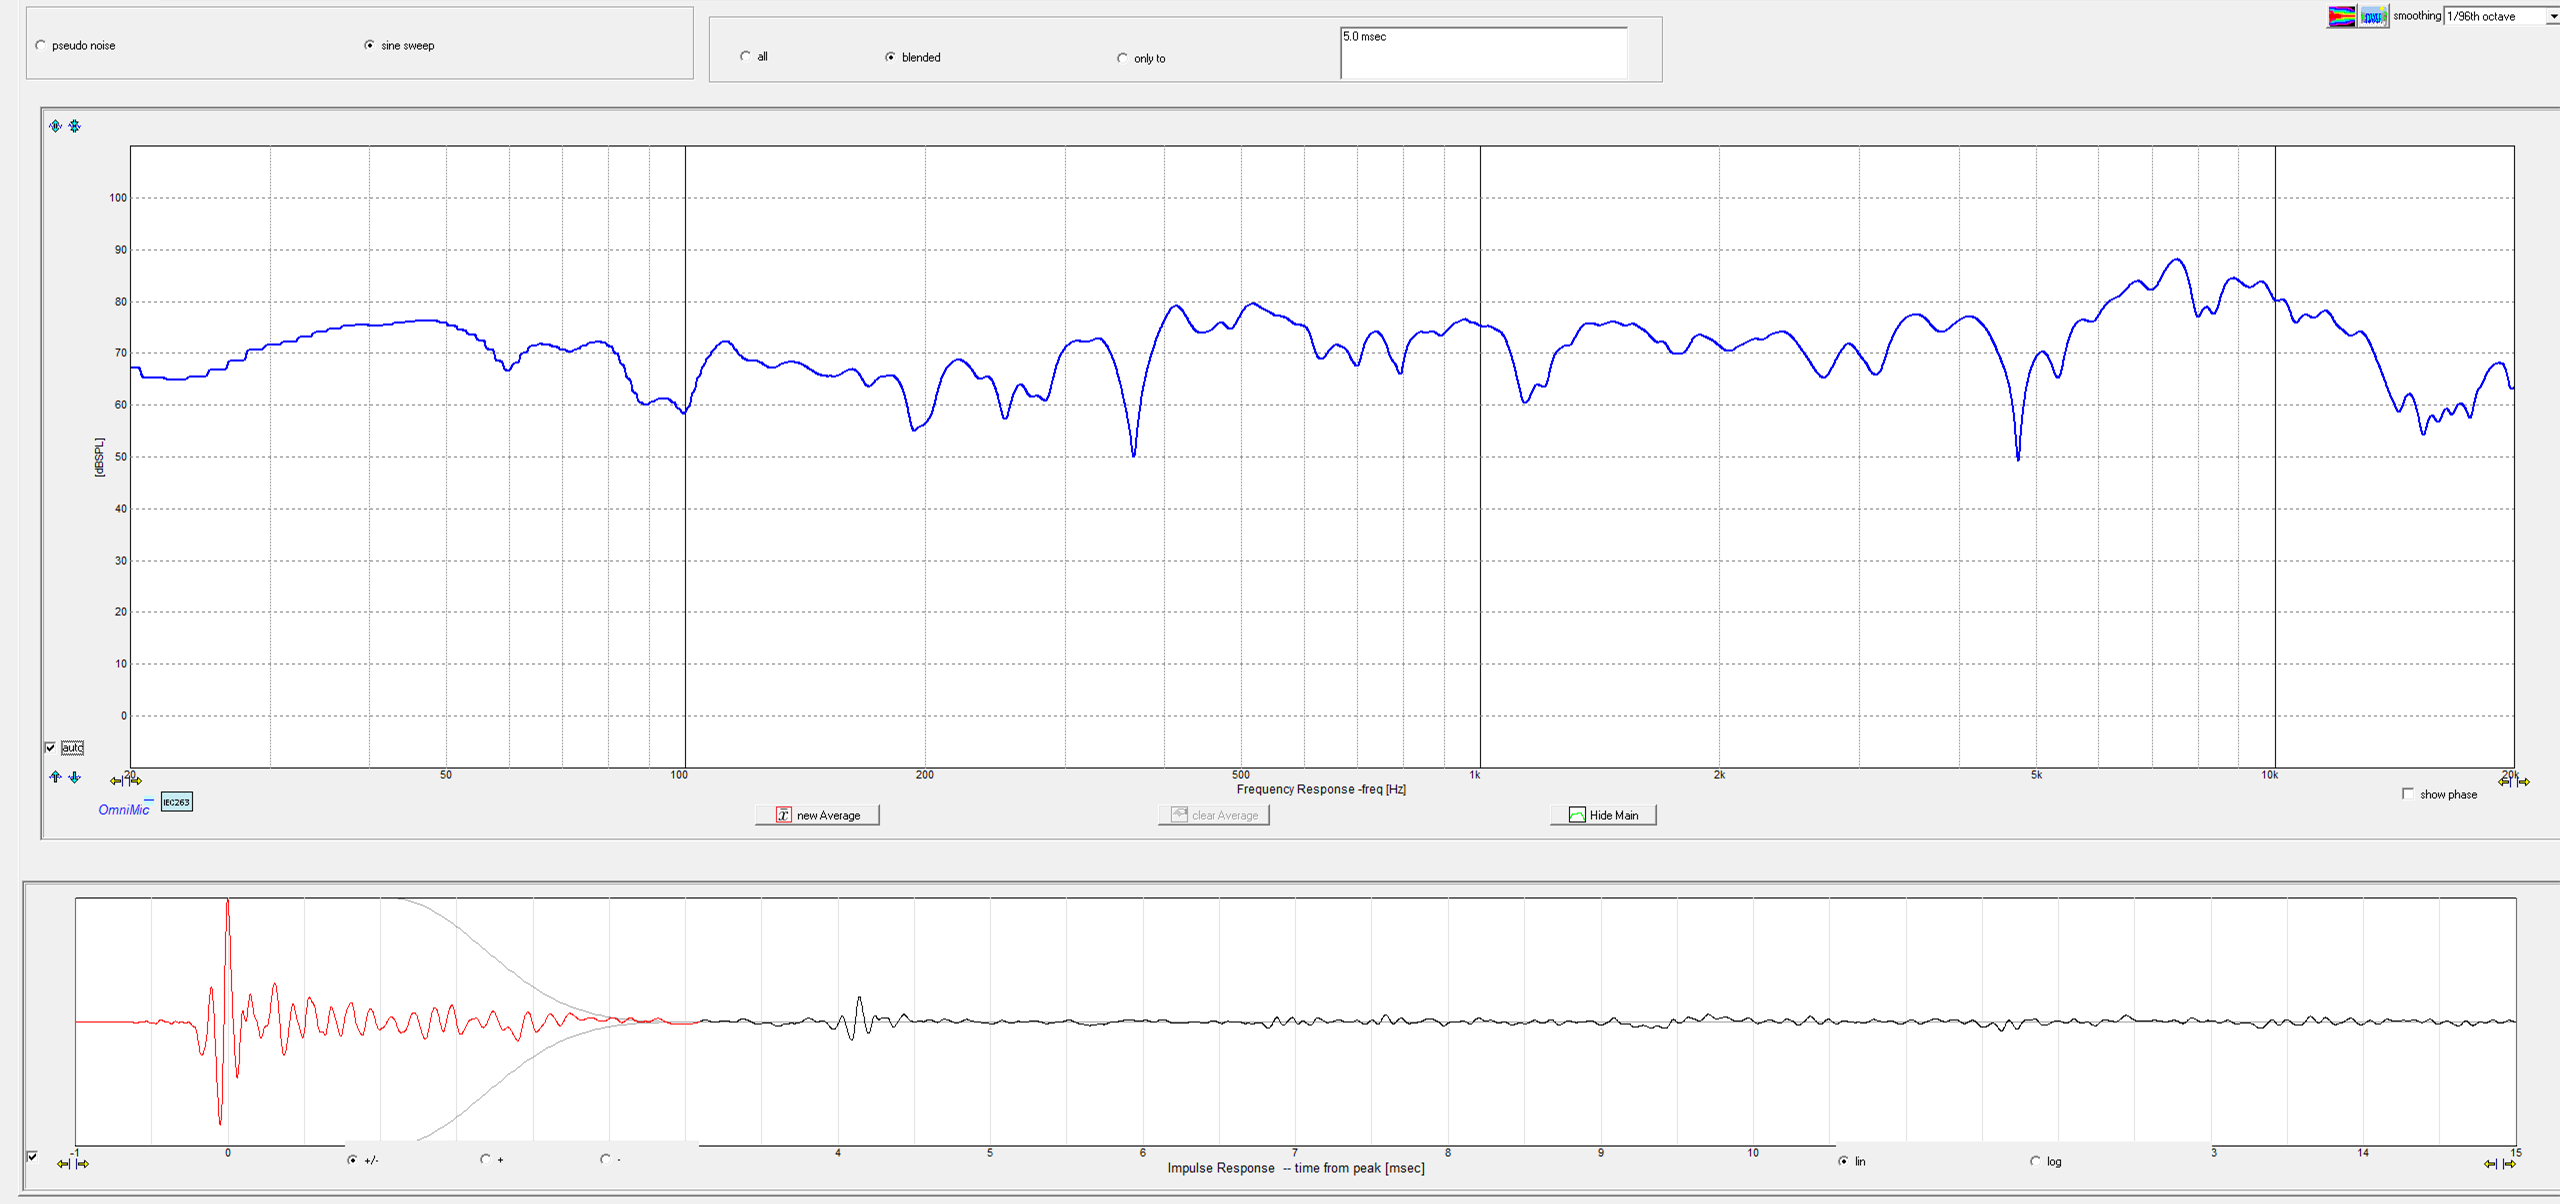 pseudo noise
sine sweep
all
blended
only to
5.0 msec
smoothing
1/96th octave
100
90
80
70
60
50
40
30
20
10
0
[dBSPL]
auto
20
50
100
200
500
1k
2k
5k
10k
20k
Frequency Response -freq [Hz]
OmniMic
IEC263
new Average
clear Average
Hide Main
show phase
-1
0
4
5
6
7
8
9
10
3
14
15
+/-
+
-
Impulse Response -- time from peak [msec]
lin
log